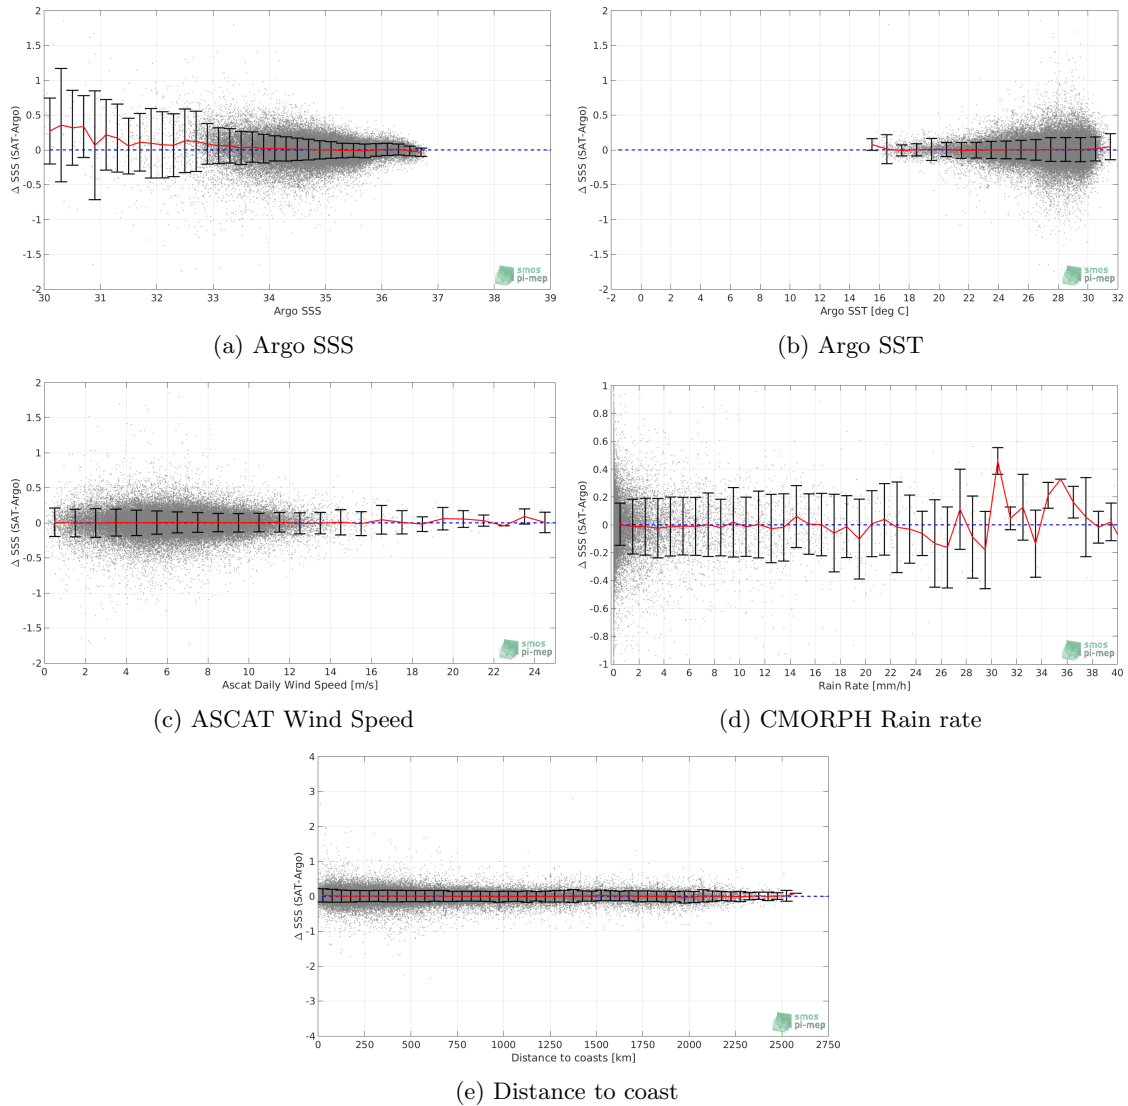 2
1.5
1
0.5
0
-0.5
-1
-1.5
-2
Δ SSS (SAT-Argo)
30 31 32 33 34 35 36 37 38 39
Argo SSS
smos
pi-mep
(a) Argo SSS
2
1.5
1
0.5
0
-0.5
-1
-1.5
-2
Δ SSS (SAT-Argo)
-2 0 2 4 6 8 10 12 14 16 18 20 22 24 26 28 30 32
Argo SST [deg C]
smos
pi-mep
(b) Argo SST
2
1.5
1
0.5
0
-0.5
-1
-1.5
-2
Δ SSS (SAT-Argo)
0 2 4 6 8 10 12 14 16 18 20 22 24
Ascat Daily Wind Speed [m/s]
smos
pi-mep
(c) ASCAT Wind Speed
1
0.8
0.6
0.4
0.2
0
-0.2
-0.4
-0.6
-0.8
-1
Δ SSS (SAT-Argo)
0 2 4 6 8 10 12 14 16 18 20 22 24 26 28 30 32 34 36 38 40
Rain Rate [mm/h]
smos
pi-mep
(d) CMORPH Rain rate
4
3
2
1
0
-1
-2
-3
-4
Δ SSS (SAT-Argo)
0 250 500 750 1000 1250 1500 1750 2000 2250 2500 2750
Distance to coasts [km]
smos
pi-mep
(e) Distance to coast